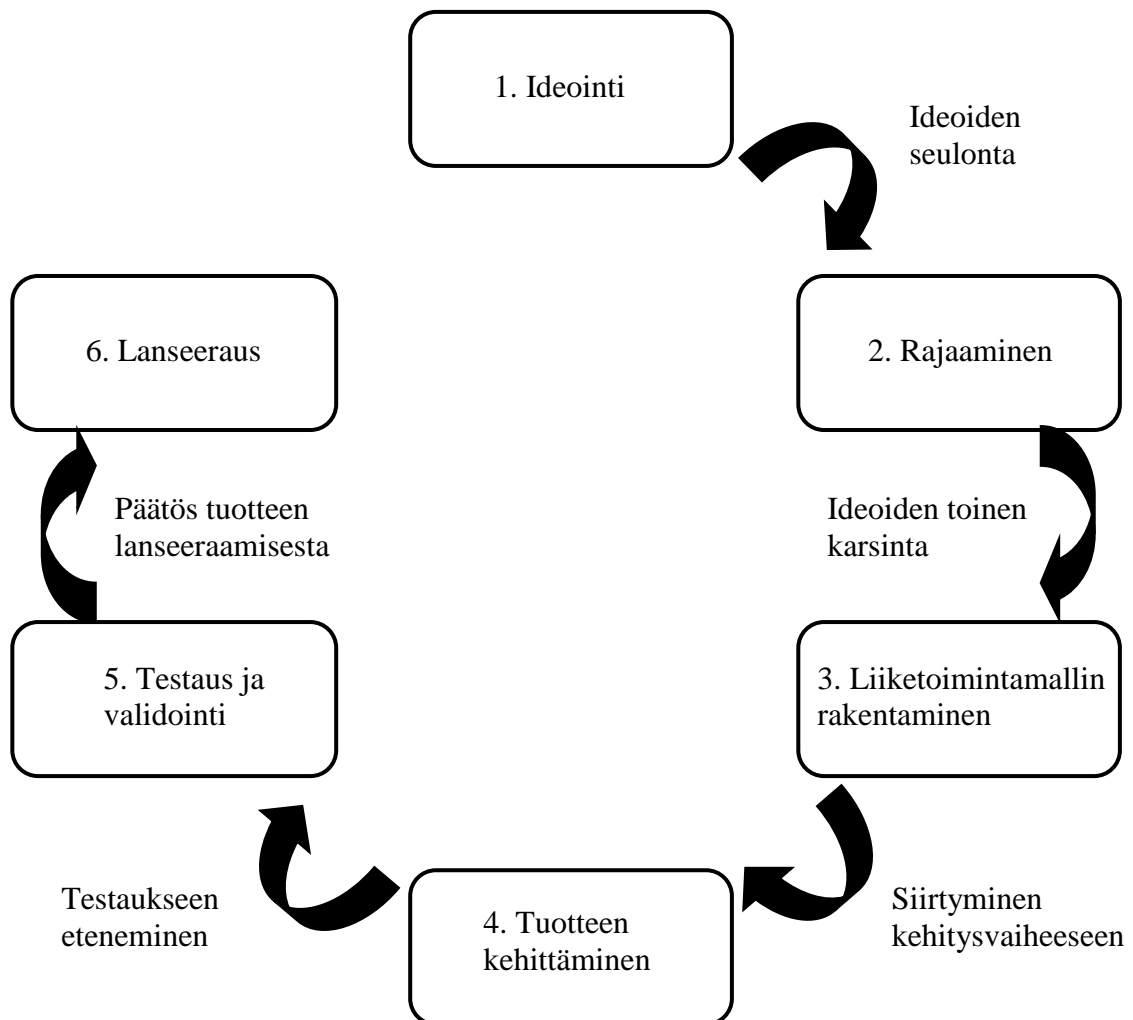 1. Ideointi
Ideoiden
seulonta
2. Rajaaminen
Ideoiden toinen
karsinta
3. Liiketoimintamallin
rakentaminen
Siirtyminen
kehitysvaiheeseen
4. Tuotteen
kehittäminen
Testaukseen
eteneminen
5. Testaus ja
validointi
Päätös tuotteen
lanseeraamisesta
6. Lanseeraus